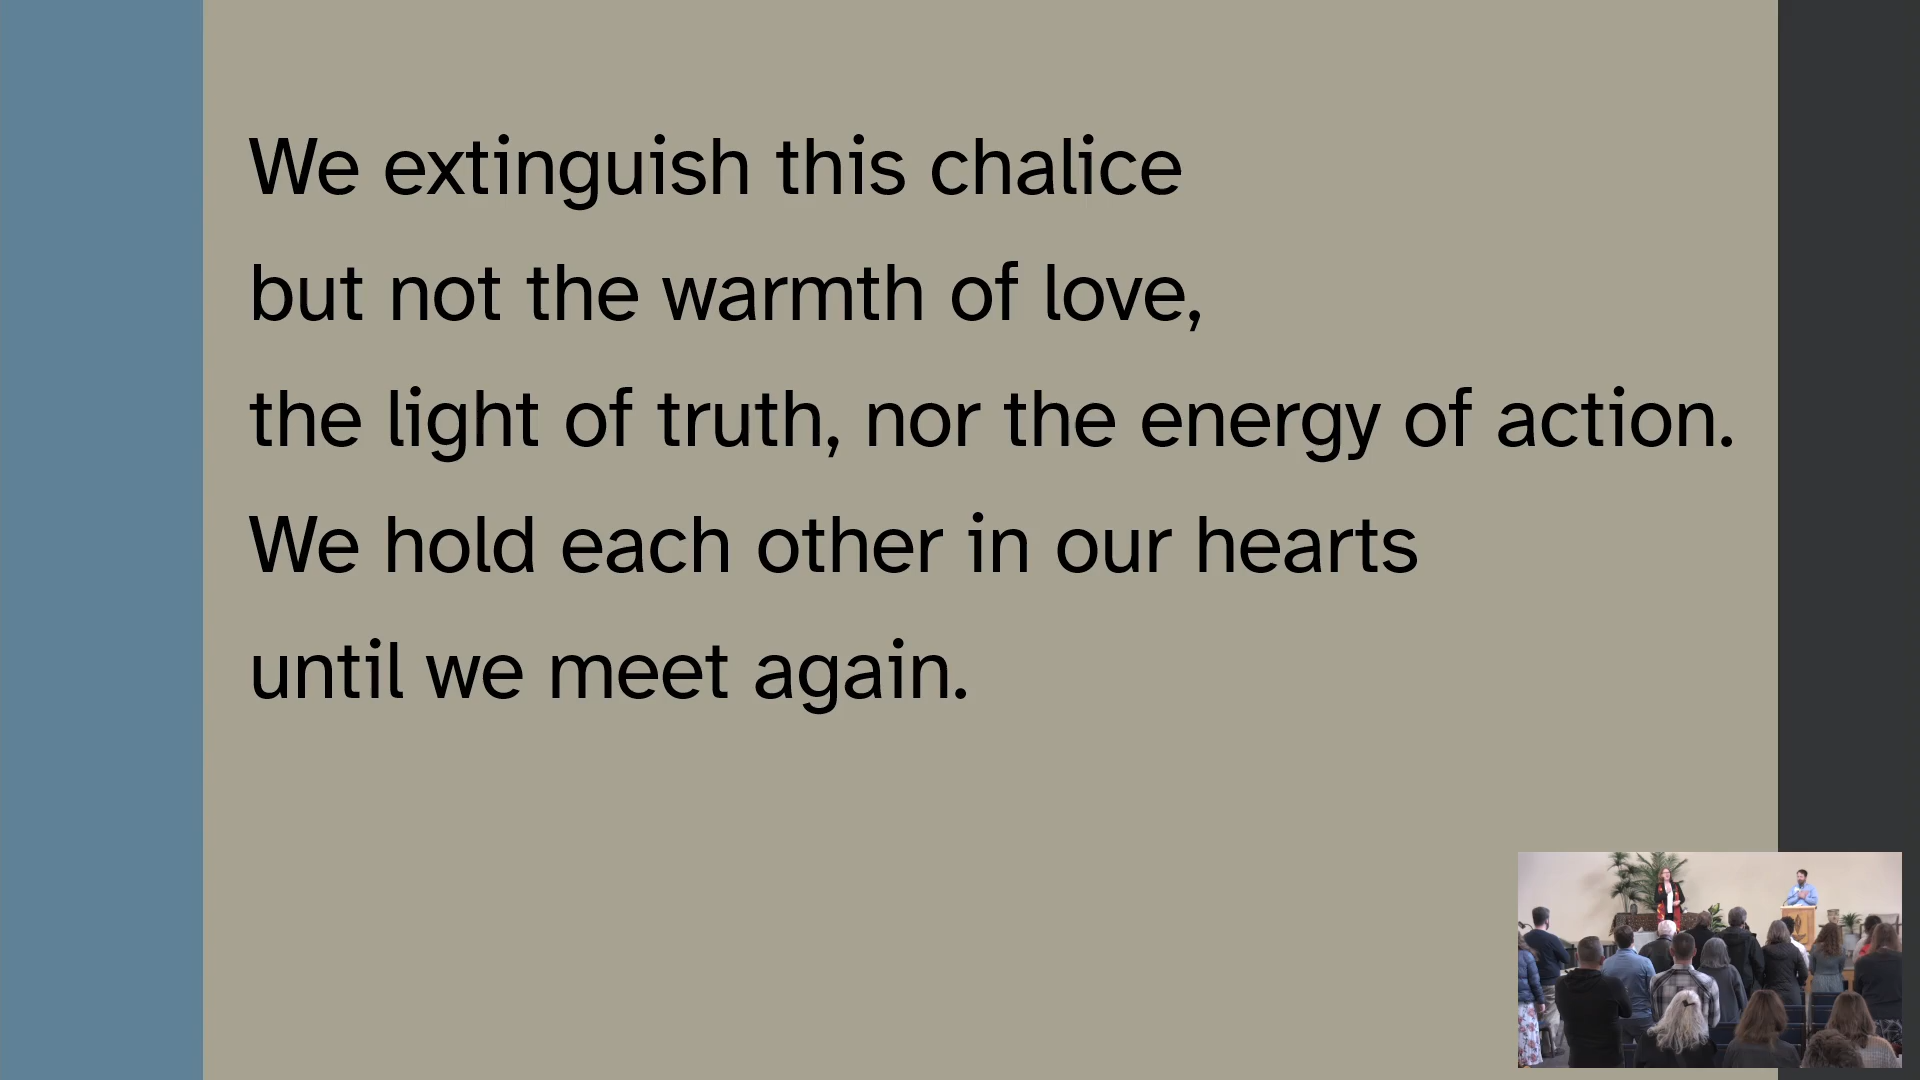 We extinguish this chalice
but not the warmth of love,
the light of truth, nor the energy of action.
We hold each other in our hearts
until we meet again.